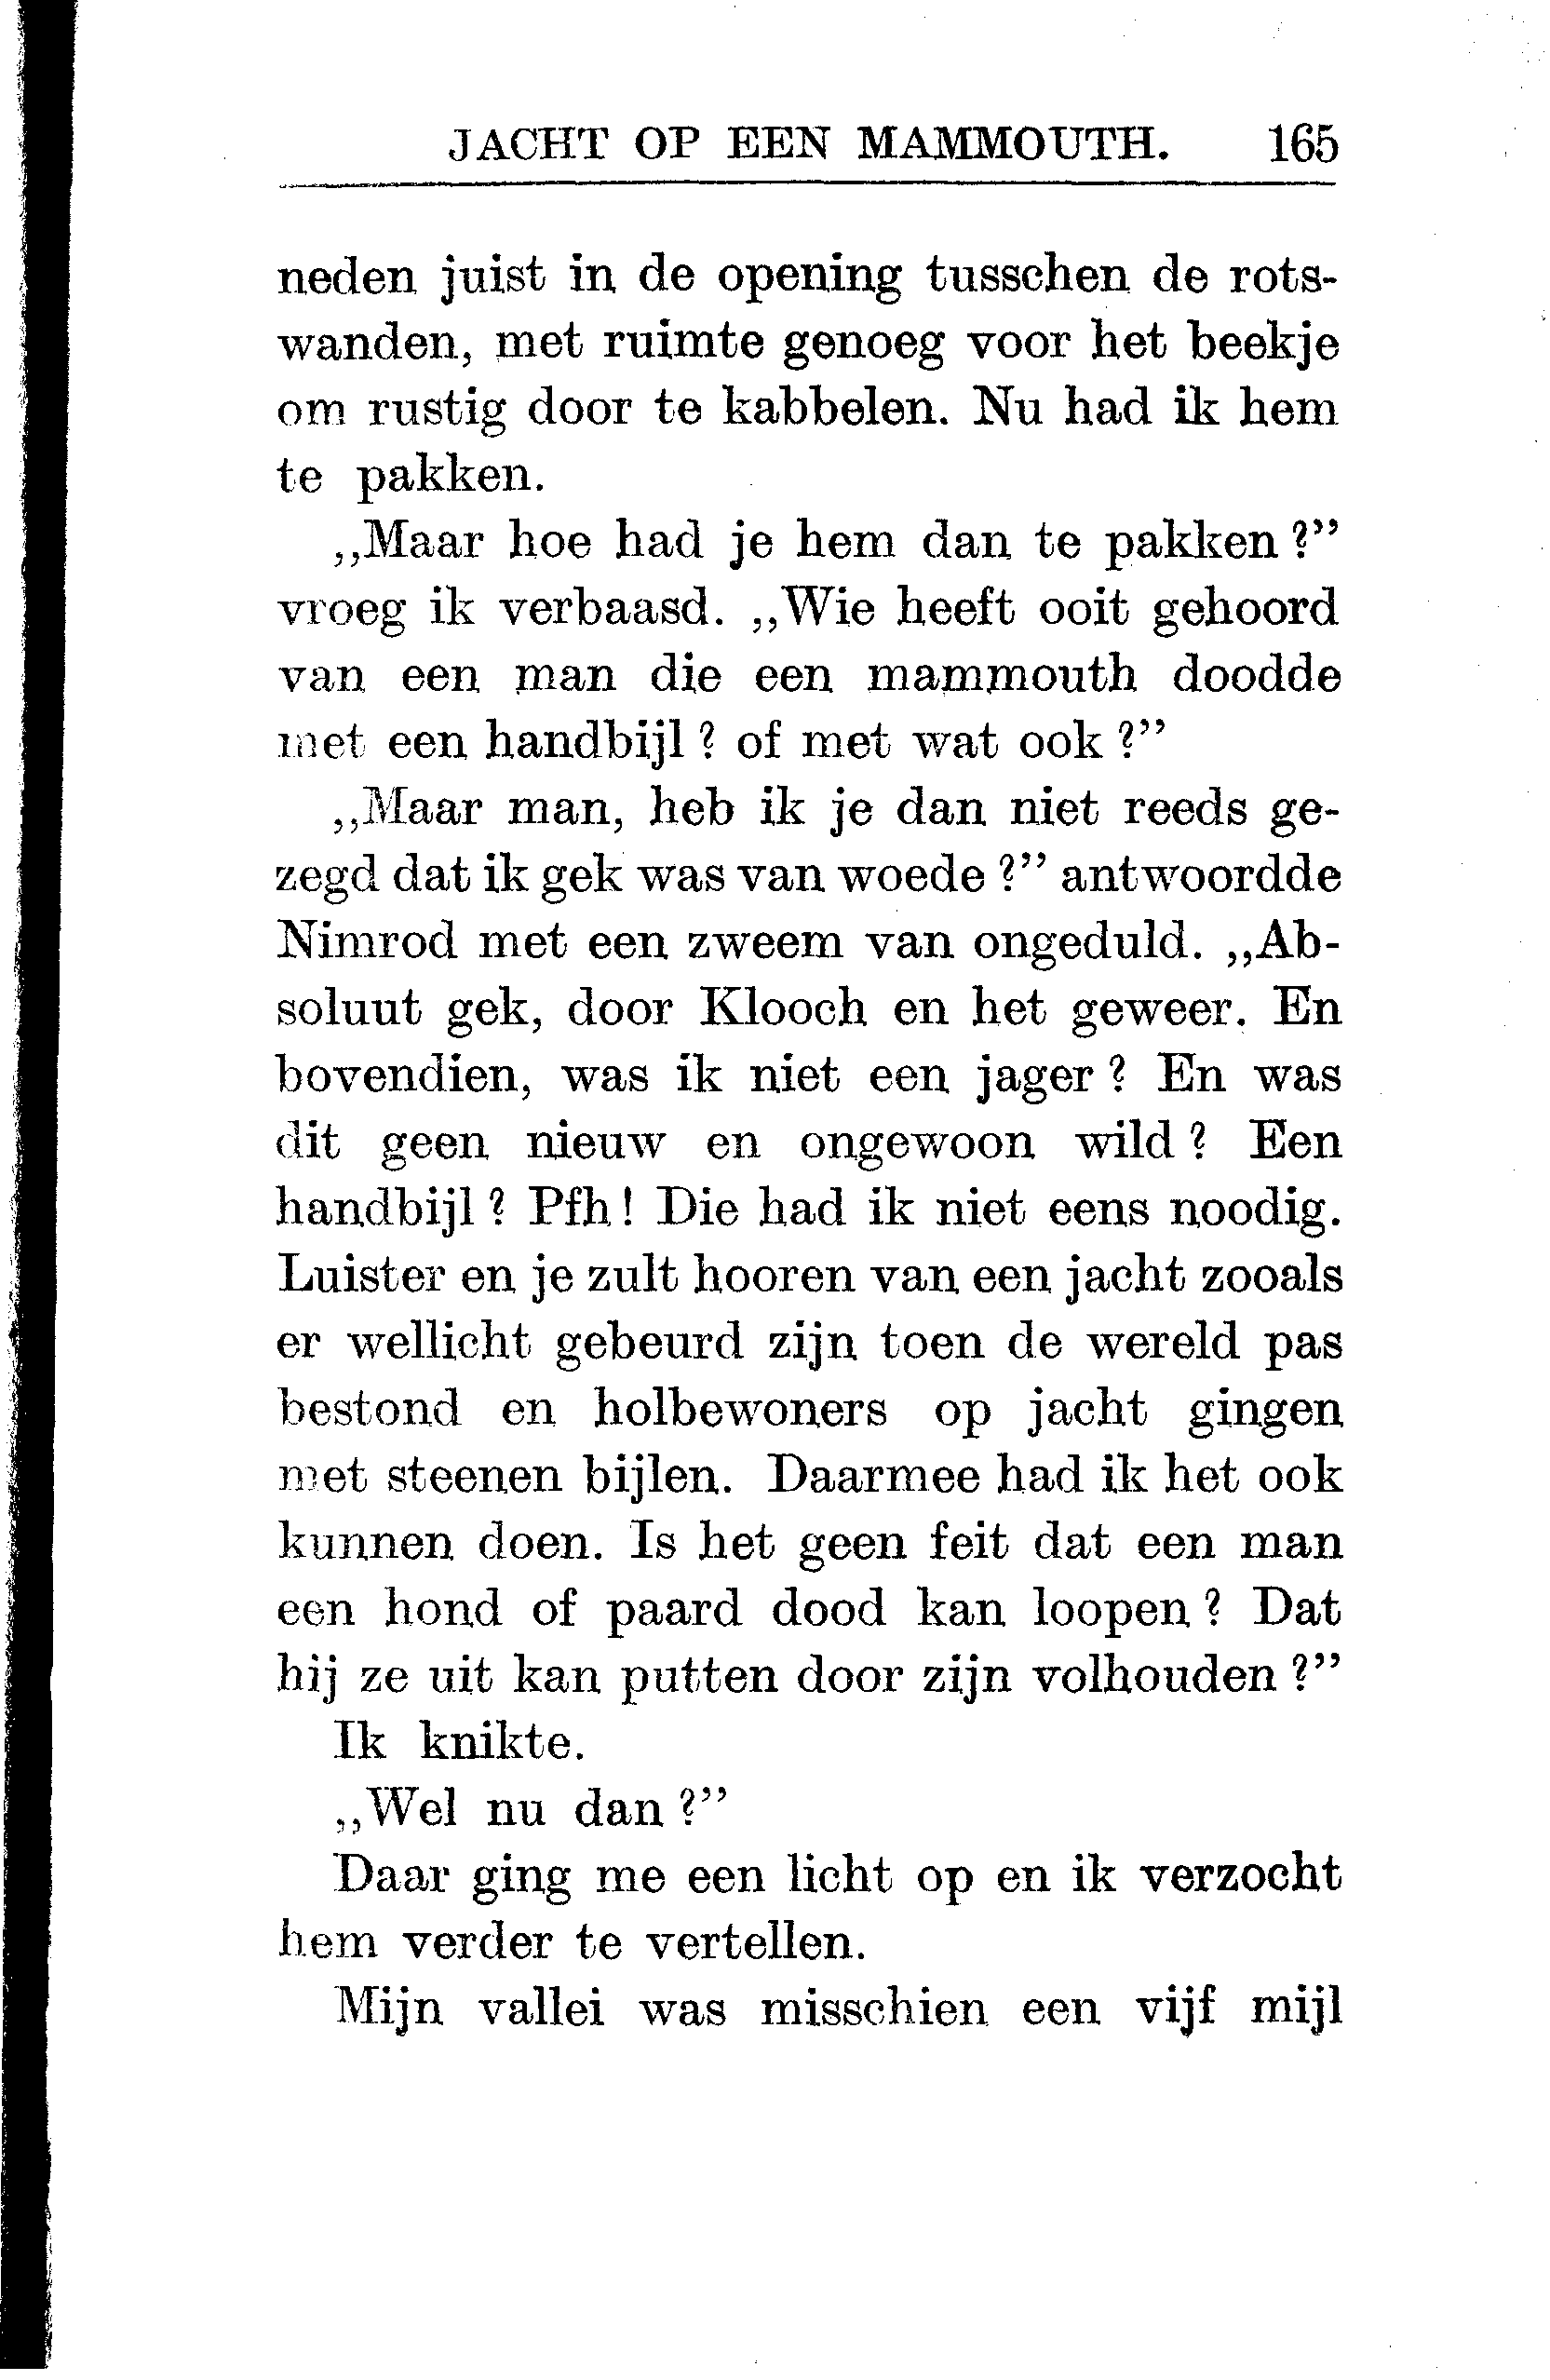 JACHT OP EEN MAMMOUTH. 165
neden juist in de opening tusschen de rots-
wanden, met ruimte genoeg voor het beekje
om rustig door te kabbelen. Nu had ik hem
te pakken.
,,Maar hoe had je hem dan te pakken ?”
vroeg ik verbaasd. ,,Wie heeft ooit gehoord
van een man die een mammouth doodde
met een handbijl ? of met wat ook ?”
,,Maar man, heb ik je dan niet reeds ge-
zegd dat ik gek was van woede ?” antwoordde
Nimrod met een zweem van ongeduld. ,,Ab-
soluut gek, door Klooch en het geweer. En
bovendien, was ik niet een jager ? En was
dit geen nieuw en ongewoon wild ? Een
handbijl ? Pfh! Die had ik niet eens noodig.
Luister en je zult hooren van een jacht zooals
er wellicht gebeurd zijn toen de wereld pas
bestond en holbewoners op jacht gingen
met steenen bijlen. Daarmee had ik het ook
kunnen doen. Is het geen feit dat een man
een hond of paard dood kan loopen ? Dat
hij ze uit kan putten door zijn volhouden ?”
Ik knikte.
,,Wel nu dan ?”
Daar ging me een licht op en ik verzocht
hem verder te vertellen.
Mijn vallei was misschien een vijf mijl